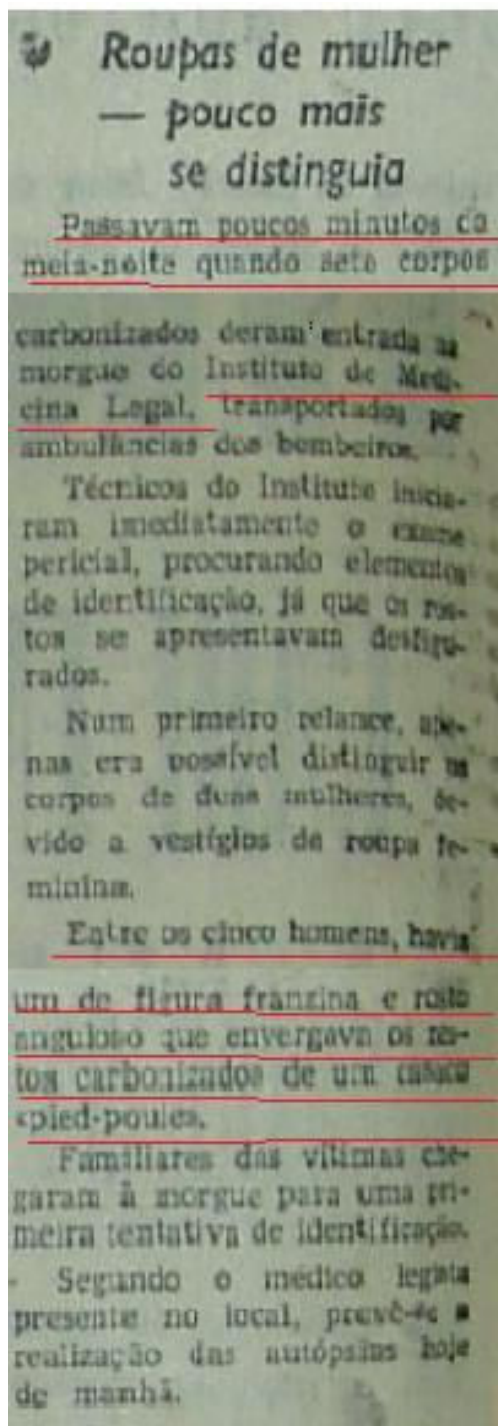 Roupas de mulher
— pouco mais
se distinguia
Passavam poucos minutos da
meia-noite quando sete corpos
carbonizados deram entrada na
morgue do Instituto de Medi-
cina Legal, transportados por
ambulâncias dos bombeiros.
Técnicos do Instituto inicia-
ram imediatamente o exame
pericial, procurando elementos
de identificação, já que os ros-
tos se apresentavam desfigu-
rados.
Num primeiro relance, ape-
nas era possível distinguir os
corpos de duas mulheres, de-
vido a vestígios de roupa fe-
minina.
Entre os cinco homens, havia
um de figura franzina e rosto
anguloso que envergava os res-
tos carbonizados de um casaco
«pied-poule».
Familiares das vítimas che-
garam à morgue para uma pri-
meira tentativa de identificação.
Segundo o médico legista
presente no local, prevê-se a
realização das autópsias hoje
de manhã.